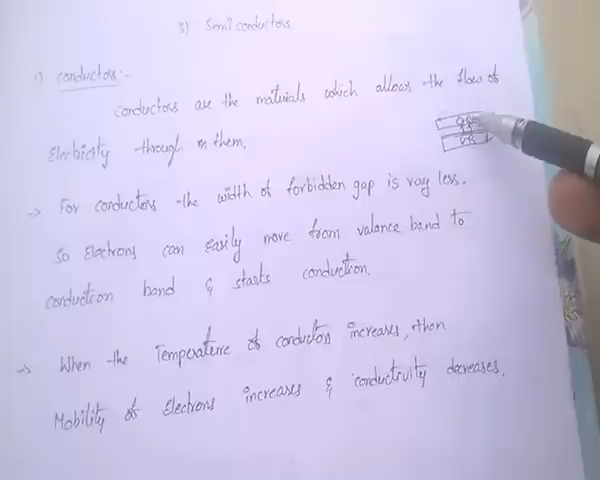 3) Semi conductors
1) conductors:-
conductors are the materials which allows the flow of
Electricity through in them.
→ For conductors the width of forbidden gap is vary less.
so Electrons can easily move from valance band to
conduction band & starts conduction.
→ When the Temperature of conductors increases, then
Mobility of Electrons increases & conductivity decreases.